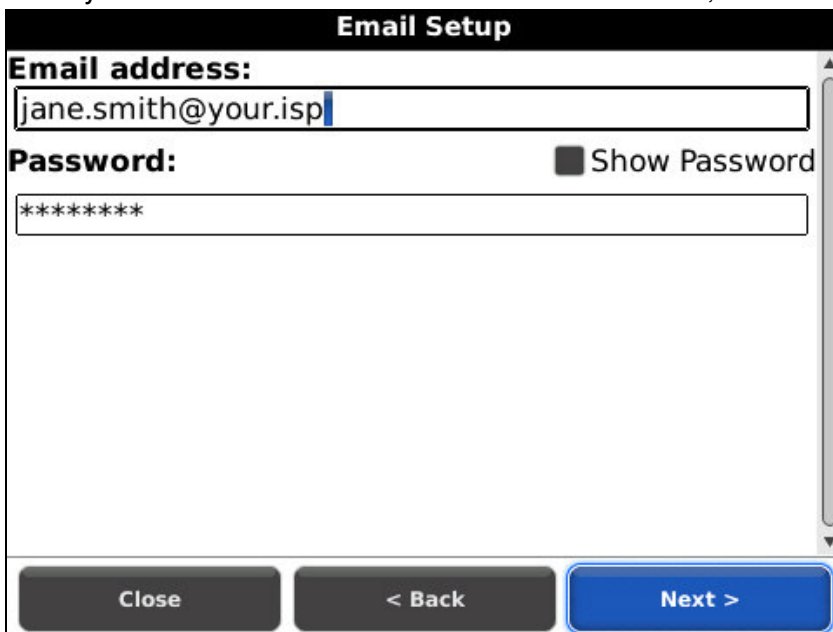 Email Setup
Email address:
jane.smith@your.isp
Password: Show Password
********
Close < Back Next >